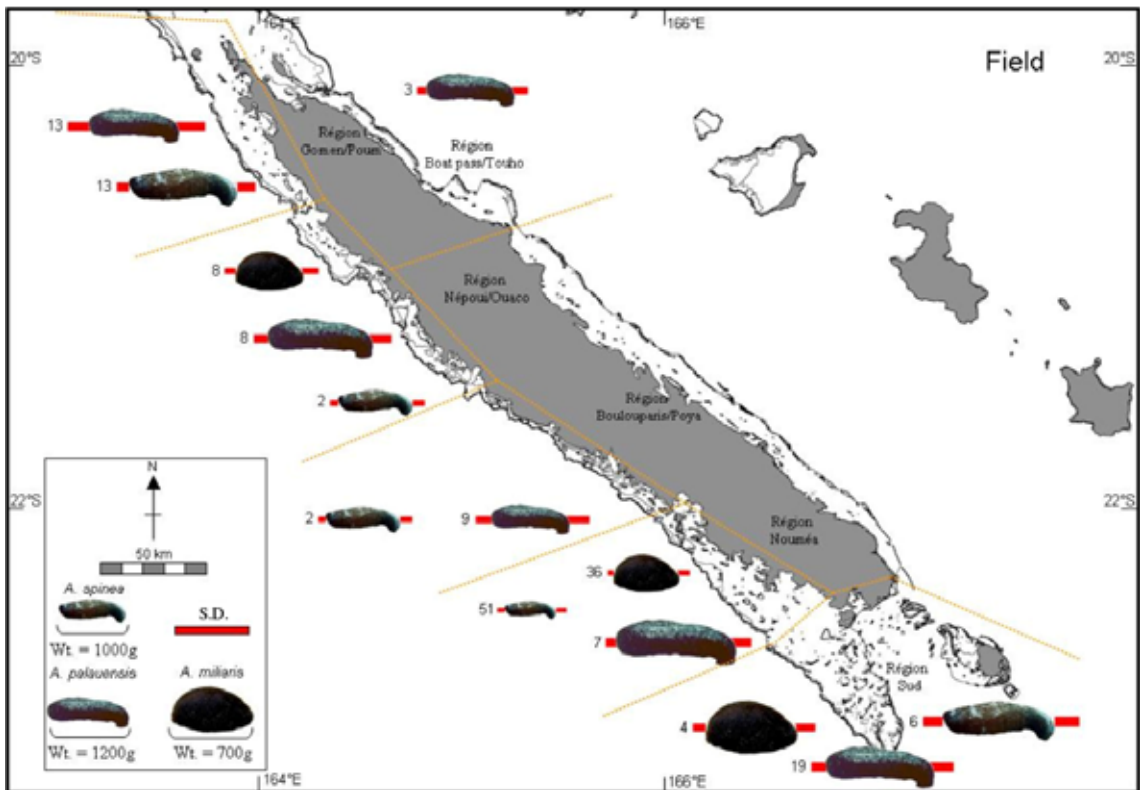 164°E
166°E
20°S
20°S
Field
3
13
Région
Gomen/Poum
Région
Boat pass/Touho
13
8
Région
Népoui/Ouaco
8
2
Région
Boulouparis/Poya
N
22°S
22°S
2
9
Région
Nouméa
50 km
36
A. spinea
S.D.
51
Wt. = 1000g
7
A. palauensis
A. miliaris
Région
Sud
6
4
Wt. = 1200g
Wt. = 700g
19
164°E
166°E